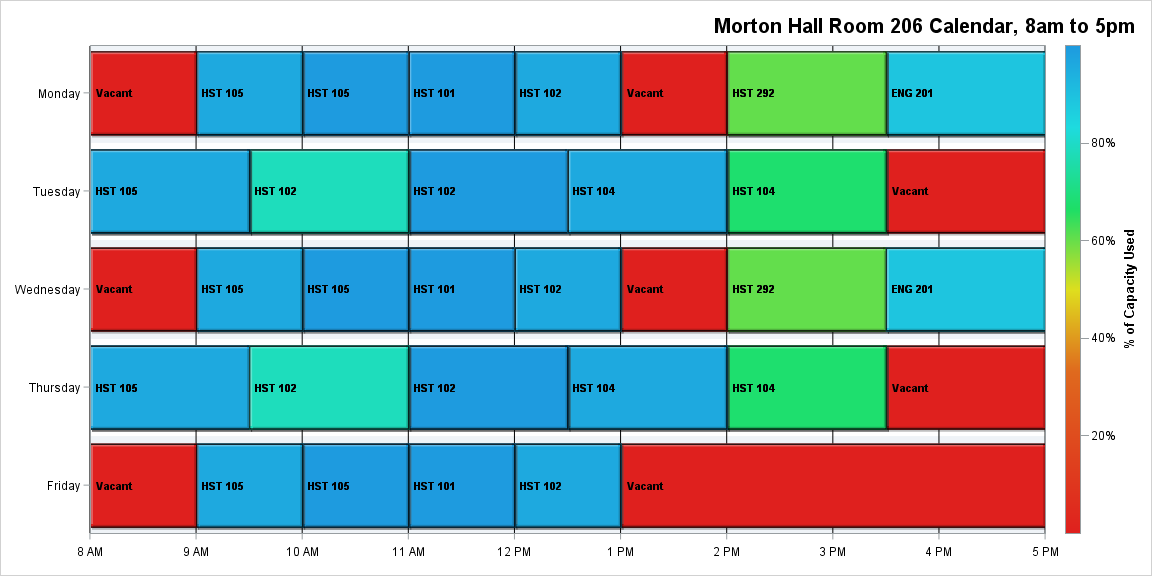 Morton Hall Room 206 Calendar, 8am to 5pm
Monday
Vacant
HST 105
HST 105
HST 101
HST 102
Vacant
HST 292
ENG 201
Tuesday
HST 105
HST 102
HST 102
HST 104
HST 104
Vacant
Wednesday
Vacant
HST 105
HST 105
HST 101
HST 102
Vacant
HST 292
ENG 201
Thursday
HST 105
HST 102
HST 102
HST 104
HST 104
Vacant
Friday
Vacant
HST 105
HST 105
HST 101
HST 102
Vacant
8 AM
9 AM
10 AM
11 AM
12 PM
1 PM
2 PM
3 PM
4 PM
5 PM
80%
60%
40%
20%
% of Capacity Used